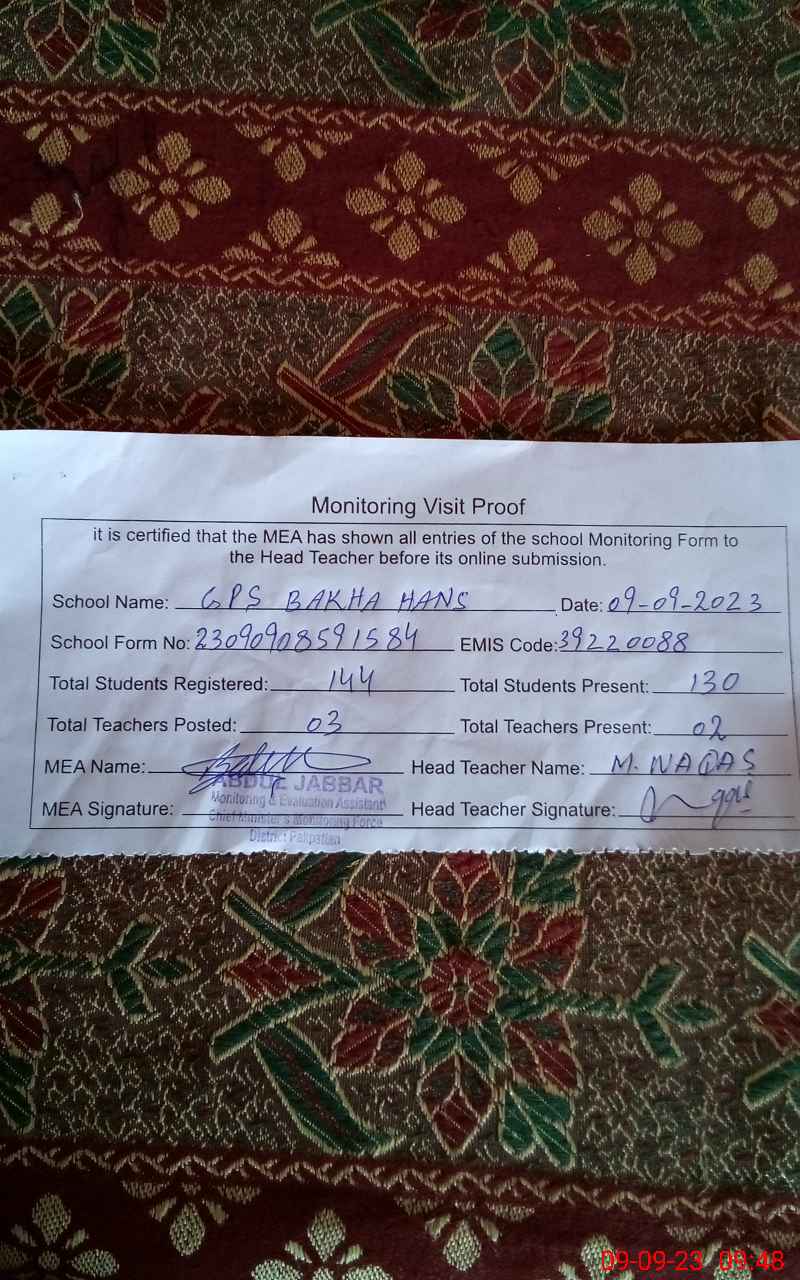 Monitoring Visit Proof
it is certified that the MEA has shown all entries of the school Monitoring Form to
the Head Teacher before its online submission.
School Name: GPS BAKHA HANS Date: 09-09-2023
School Form No: 23090908591584 EMIS Code: 39220088
Total Students Registered: 144 Total Students Present: 130
Total Teachers Posted: 03 Total Teachers Present: 02
MEA Name: Head Teacher Name: M. WAQAS
ABDUL JABBAR
Monitoring & Evaluation Assistant
MEA Signature: Head Teacher Signature:
Chief Minister's Monitoring Force
District Pakpattan
09-09-23 09:48